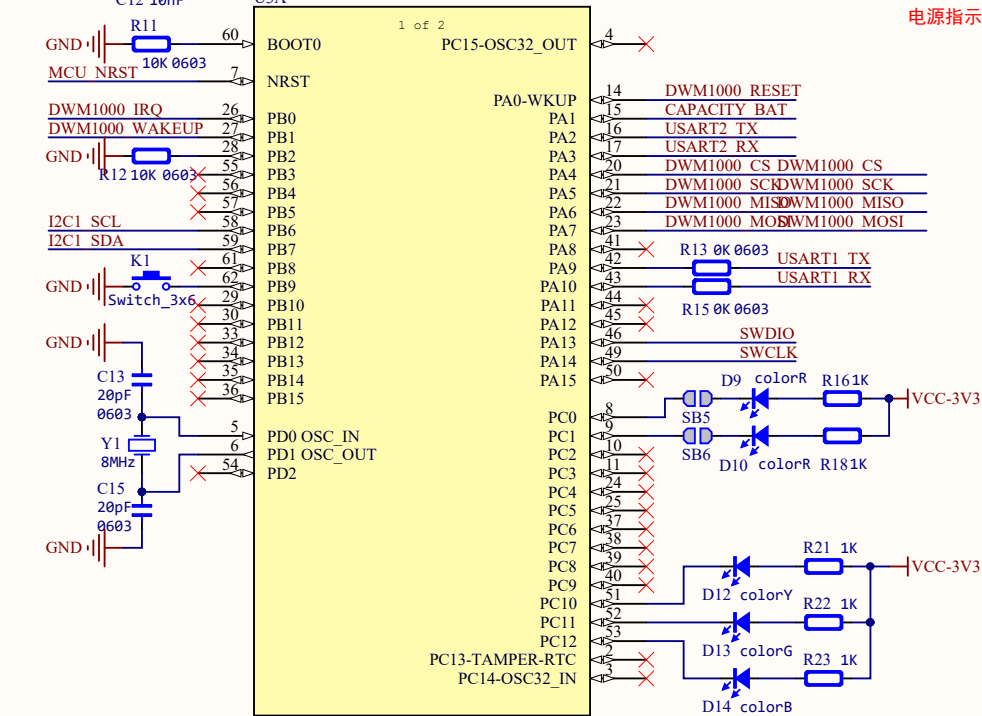 C12 10nF
U3A
电源指示
1 of 2
R11
GND
10K 0603
60
BOOT0
PC15-OSC32_OUT
4
MCU_NRST
7
NRST
PA0-WKUP
14
DWM1000_RESET
DWM1000_IRQ
26
PB0
PA1
15
CAPACITY_BAT
DWM1000_WAKEUP
27
PB1
PA2
16
USART2_TX
GND
28
PB2
PA3
17
USART2_RX
R12 10K 0603
55
PB3
PA4
20
DWM1000_CS
DWM1000_CS
56
PB4
PA5
21
DWM1000_SCK
DWM1000_SCK
57
PB5
PA6
22
DWM1000_MISO
DWM1000_MISO
I2C1_SCL
58
PB6
PA7
23
DWM1000_MOSI
DWM1000_MOSI
I2C1_SDA
59
PB7
PA8
41
R13 0K 0603
K1
61
PB8
PA9
42
USART1_TX
GND
62
PB9
PA10
43
USART1_RX
Switch_3x6
29
PB10
PA11
44
R15 0K 0603
30
PB11
PA12
45
GND
33
PB12
PA13
46
SWDIO
34
PB13
PA14
49
SWCLK
C13
20pF
0603
35
PB14
PA15
50
D9 colorR
R16 1K
36
PB15
VCC-3V3
PC0
8
SB5
Y1
8MHz
5
PD0 OSC_IN
PC1
9
SB6
D10 colorR
R18 1K
6
PD1 OSC_OUT
PC2
10
54
PD2
PC3
11
C15
20pF
0603
PC4
24
PC5
25
PC6
37
GND
PC7
38
R21 1K
PC8
39
VCC-3V3
PC9
40
D12 colorY
PC10
51
R22 1K
PC11
52
PC12
53
D13 colorG
PC13-TAMPER-RTC
2
R23 1K
PC14-OSC32_IN
3
D14 colorB